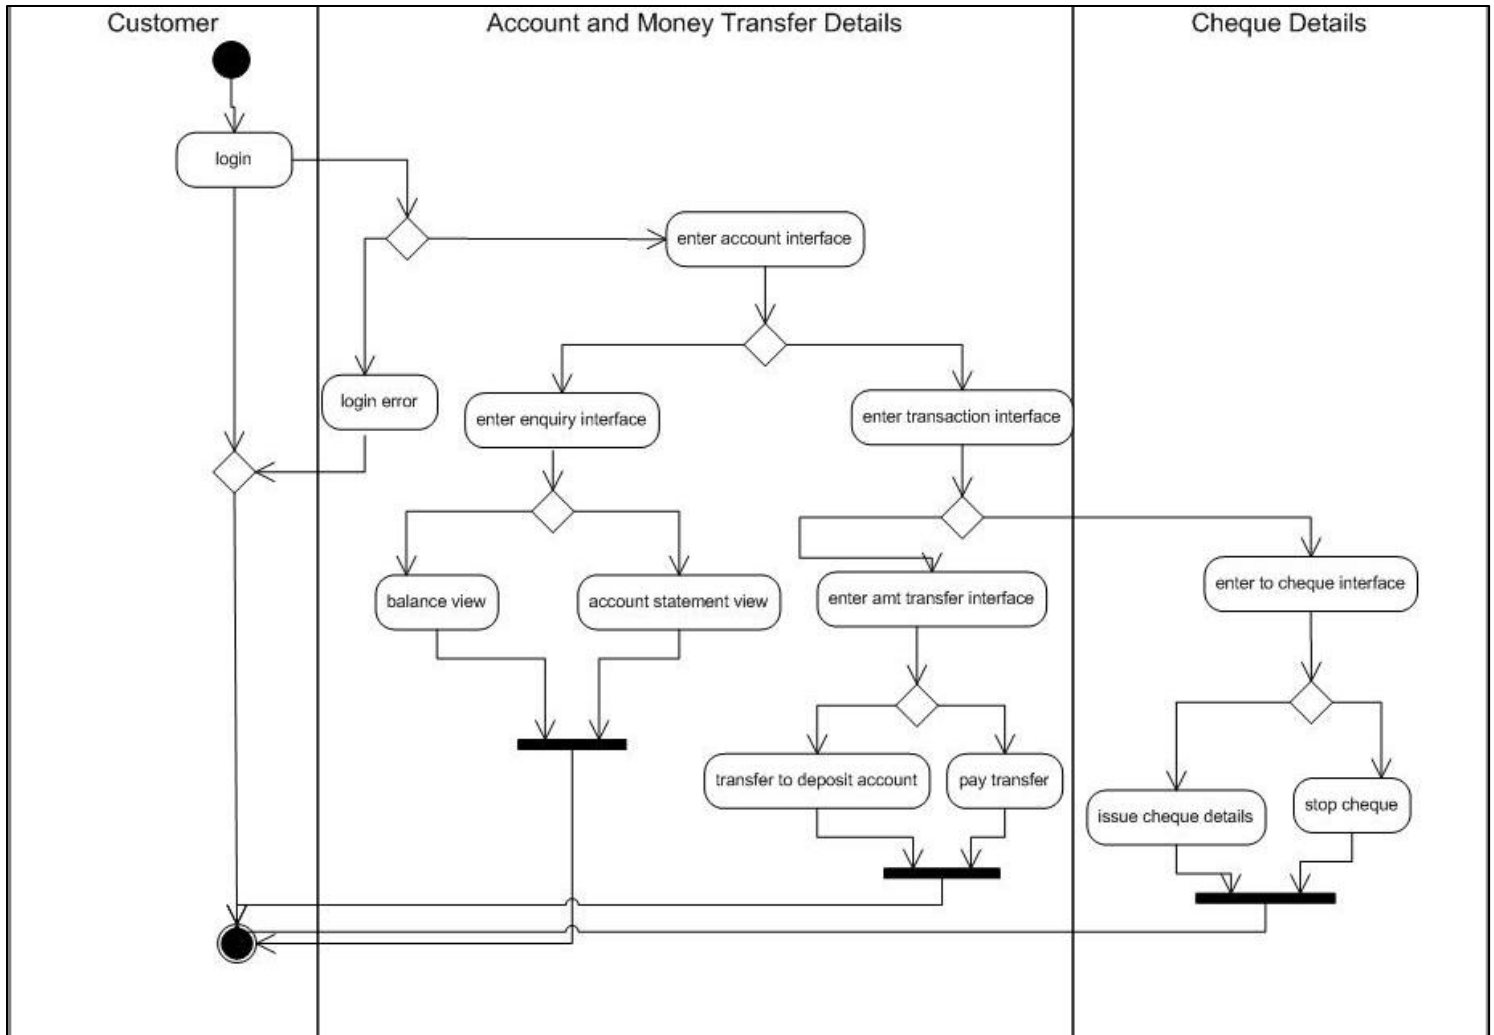 Customer
Account and Money Transfer Details
Cheque Details
login
enter account interface
login error
enter enquiry interface
enter transaction interface
balance view
account statement view
enter amt transfer interface
enter to cheque interface
transfer to deposit account
pay transfer
issue cheque details
stop cheque